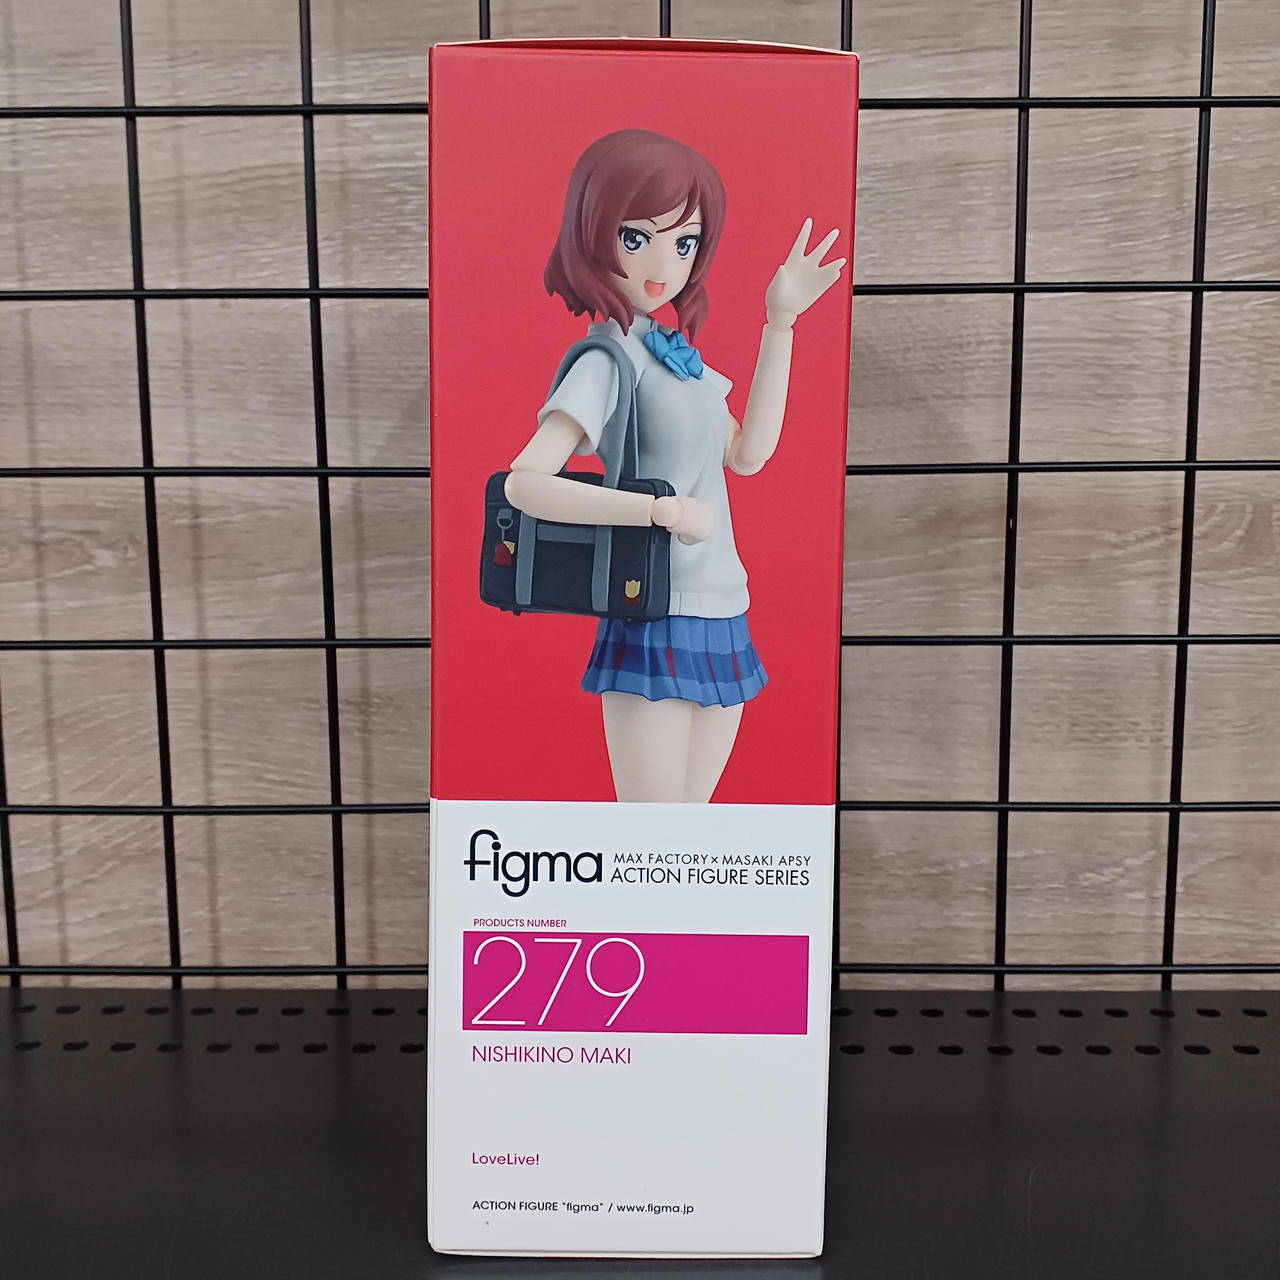 figma
MAX FACTORY × MASAKI APSY
ACTION FIGURE SERIES
PRODUCTS NUMBER
279
NISHIKINO MAKI
LoveLive!
ACTION FIGURE "figma" / www.figma.jp